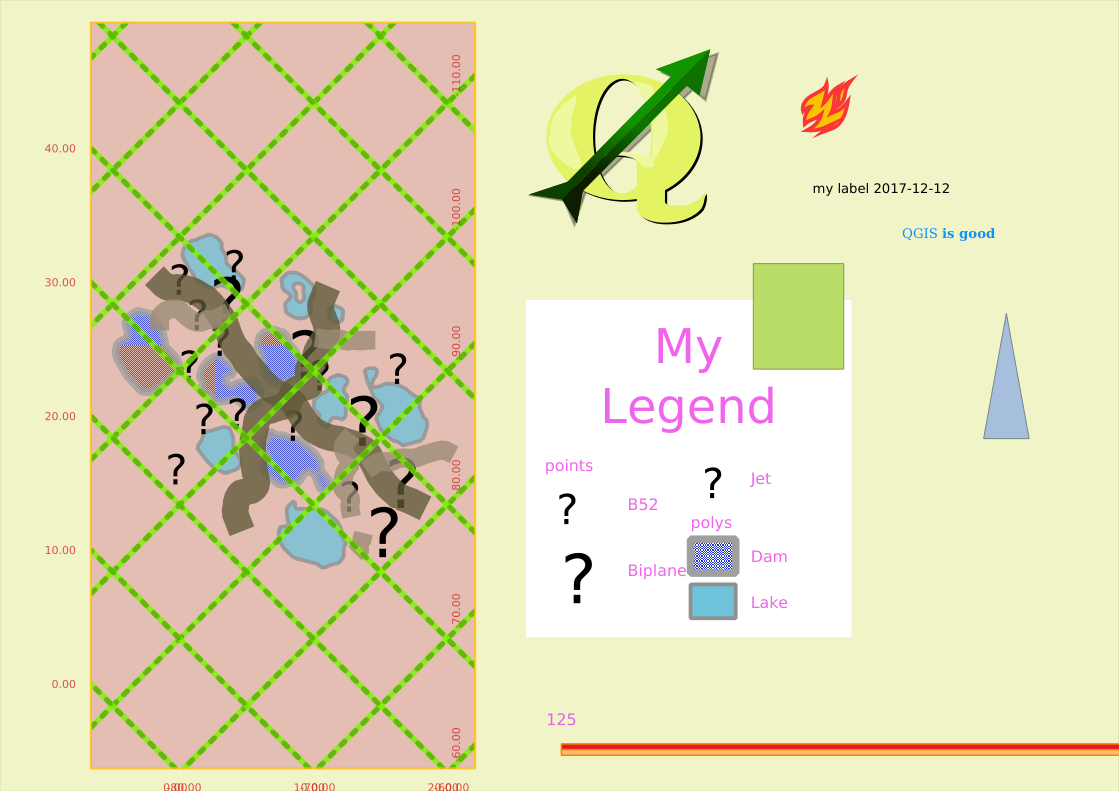 110.00
40.00
my label 2017-12-12
100.00
QGIS is good
30.00
90.00
My
Legend
20.00
points
Jet
80.00
B52
polys
10.00
Dam
Biplane
Lake
70.00
0.00
125
60.00